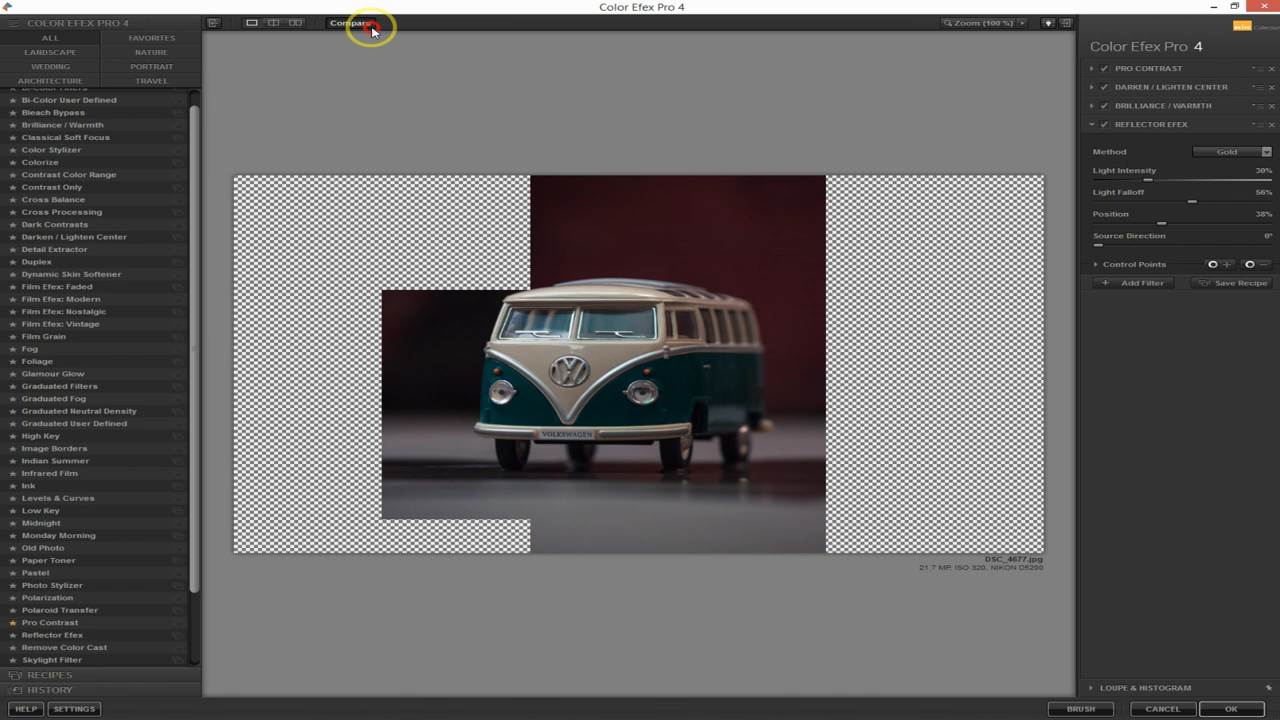 Color Efex Pro 4
COLOR EFEX PRO 4
ALL
FAVORITES
LANDSCAPE
NATURE
WEDDING
PORTRAIT
ARCHITECTURE
TRAVEL
Bi-Color Filters
Bi-Color User Defined
Bleach Bypass
Brilliance / Warmth
Classical Soft Focus
Color Stylizer
Colorize
Contrast Color Range
Contrast Only
Cross Balance
Cross Processing
Dark Contrasts
Darken / Lighten Center
Detail Extractor
Duplex
Dynamic Skin Softener
Film Efex: Faded
Film Efex: Modern
Film Efex: Nostalgic
Film Efex: Vintage
Film Grain
Fog
Foliage
Glamour Glow
Graduated Filters
Graduated Fog
Graduated Neutral Density
Graduated User Defined
High Key
Image Borders
Indian Summer
Infrared Film
Ink
Levels & Curves
Low Key
Midnight
Monday Morning
Old Photo
Paper Toner
Pastel
Photo Stylizer
Polarization
Polaroid Transfer
Pro Contrast
Reflector Efex
Remove Color Cast
Skylight Filter
RECIPES
HISTORY
HELP
SETTINGS
Compare
Zoom (100 %)
VOLKSWAGEN
DSC_4677.jpg
21.7 MP, ISO 320, NIKON D5200
Color Efex Pro 4
PRO CONTRAST
DARKEN / LIGHTEN CENTER
BRILLIANCE / WARMTH
REFLECTOR EFEX
Method Gold
Light Intensity 30%
Light Falloff 56%
Position 38%
Source Direction 0°
Control Points
Add Filter
Save Recipe
LOUPE & HISTOGRAM
BRUSH
CANCEL
OK